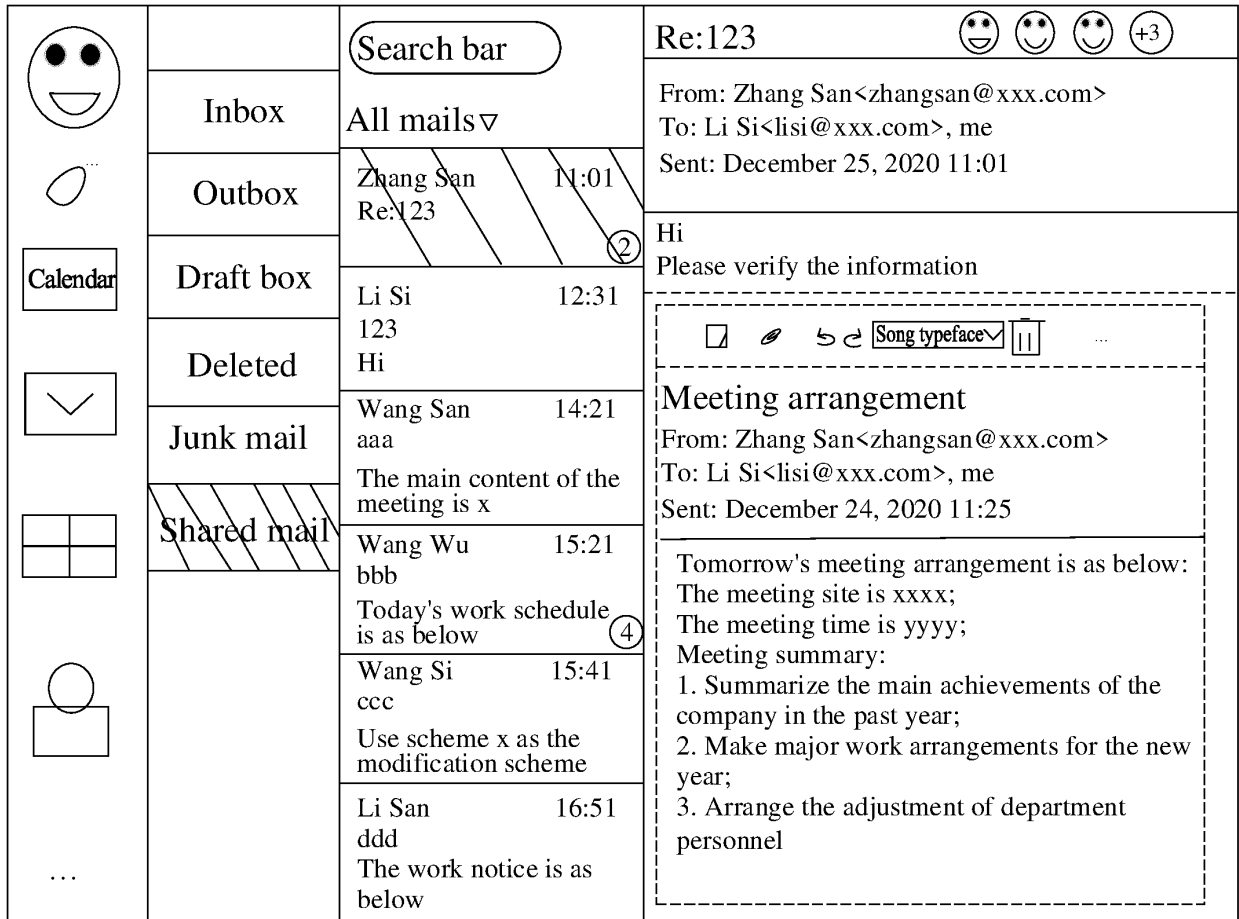 ...
Calendar
...
Inbox
Outbox
Draft box
Deleted
Junk mail
Shared mail
Search bar
All mails
Zhang San 11:01
Re:123
2
Li Si 12:31
123
Hi
Wang San 14:21
aaa
The main content of the
meeting is x
Wang Wu 15:21
bbb
Today's work schedule
is as below
4
Wang Si 15:41
ccc
Use scheme x as the
modification scheme
Li San 16:51
ddd
The work notice is as
below
Re:123
+3
From: Zhang San<zhangsan@xxx.com>
To: Li Si<lisi@xxx.com>, me
Sent: December 25, 2020 11:01
Hi
Please verify the information
Song typeface
...
Meeting arrangement
From: Zhang San<zhangsan@xxx.com>
To: Li Si<lisi@xxx.com>, me
Sent: December 24, 2020 11:25
Tomorrow's meeting arrangement is as below:
The meeting site is xxxx;
The meeting time is yyyy;
Meeting summary:
1. Summarize the main achievements of the
company in the past year;
2. Make major work arrangements for the new
year;
3. Arrange the adjustment of department
personnel